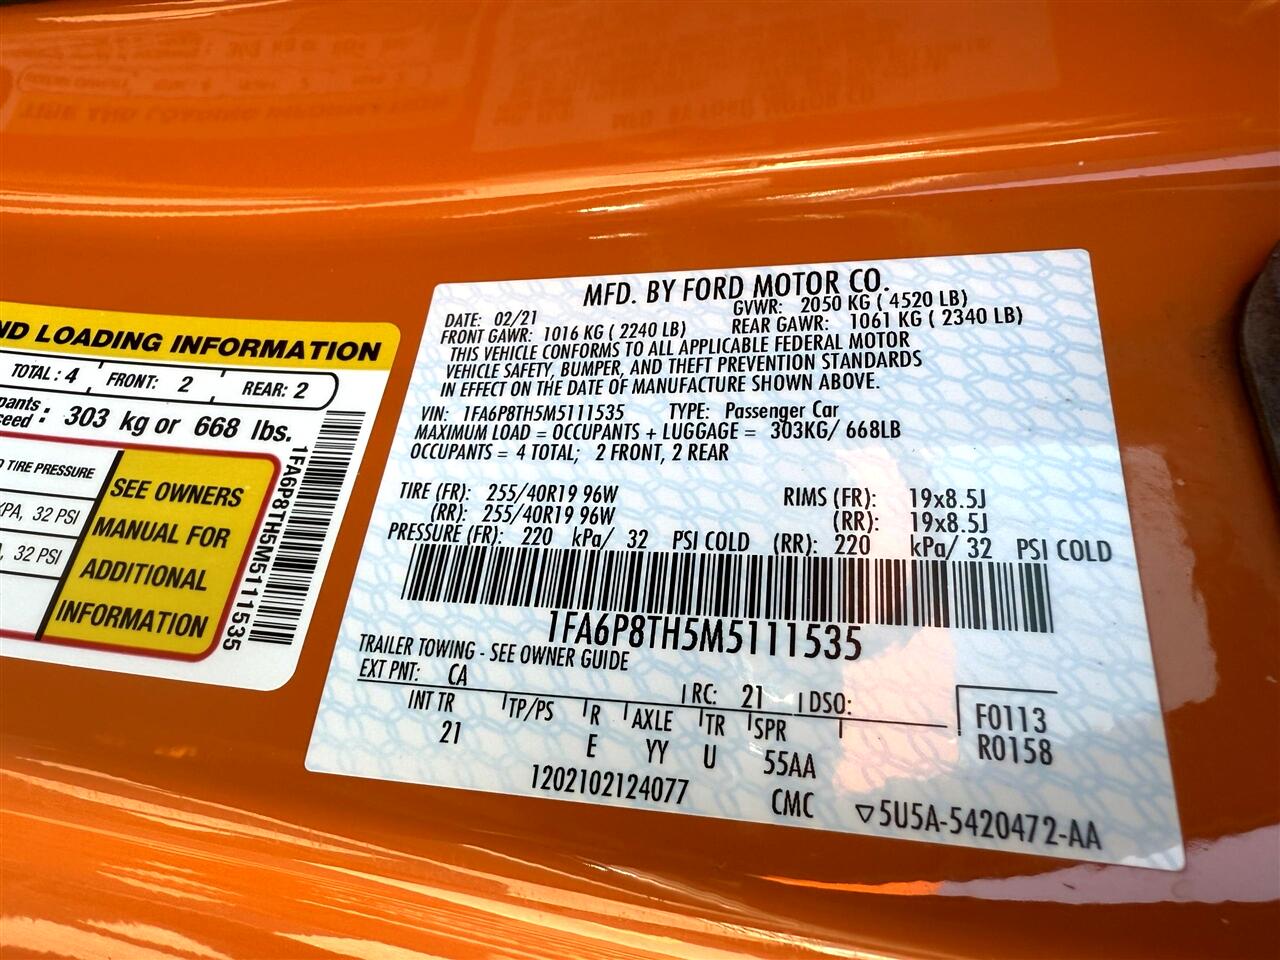 ND LOADING INFORMATION
TOTAL: 4 FRONT: 2 REAR: 2
pants
ceed: 303 kg or 668 lbs.
TIRE PRESSURE
KPA, 32 PSI
32 PSI
SEE OWNERS
MANUAL FOR
ADDITIONAL
INFORMATION
1FA6P8TH5M5111535
MFD. BY FORD MOTOR CO.
DATE: 02/21 GVWR: 2050 KG ( 4520 LB)
FRONT GAWR: 1016 KG ( 2240 LB) REAR GAWR: 1061 KG ( 2340 LB)
THIS VEHICLE CONFORMS TO ALL APPLICABLE FEDERAL MOTOR
VEHICLE SAFETY, BUMPER, AND THEFT PREVENTION STANDARDS
IN EFFECT ON THE DATE OF MANUFACTURE SHOWN ABOVE.
VIN: 1FA6P8TH5M5111535 TYPE: Passenger Car
MAXIMUM LOAD = OCCUPANTS + LUGGAGE = 303KG/ 668LB
OCCUPANTS = 4 TOTAL; 2 FRONT, 2 REAR
TIRE (FR): 255/40R19 96W RIMS (FR): 19x8.5J
(RR): 255/40R19 96W (RR): 19x8.5J
PRESSURE (FR): 220 kPa/ 32 PSI COLD (RR): 220 kPa/ 32 PSI COLD
1FA6P8TH5M5111535
TRAILER TOWING - SEE OWNER GUIDE
EXT PNT: CA RC: 21 DSO:
INT TR TP/PS R AXLE TR SPR F0113
21 E YY U 55AA R0158
1202102124077 CMC ▽5U5A-5420472-AA